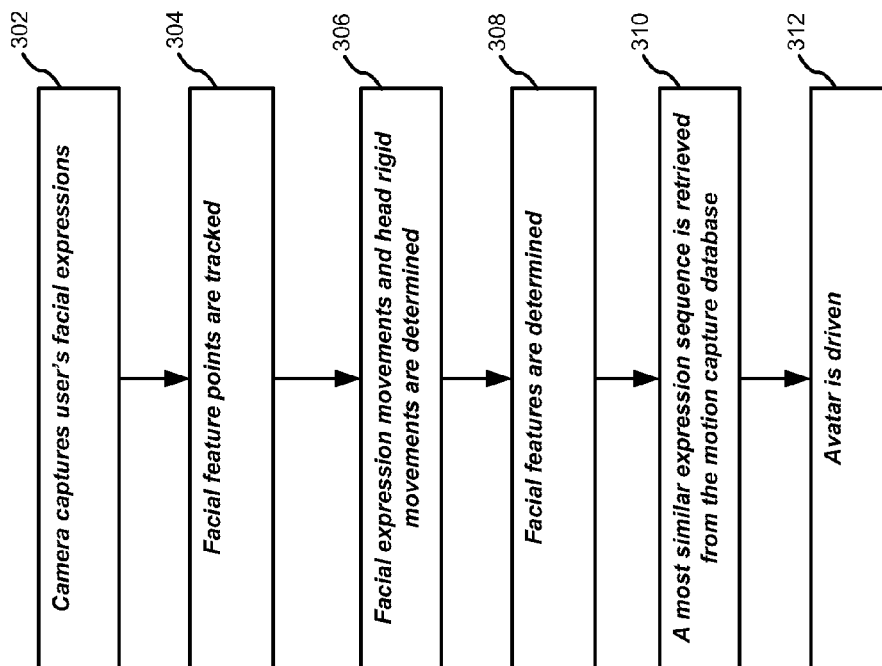 302
Camera captures user's facial expressions
304
Facial feature points are tracked
306
Facial expression movements and head rigid
movements are determined
308
Facial features are determined
310
A most similar expression sequence is retrieved
from the motion capture database
312
Avatar is driven